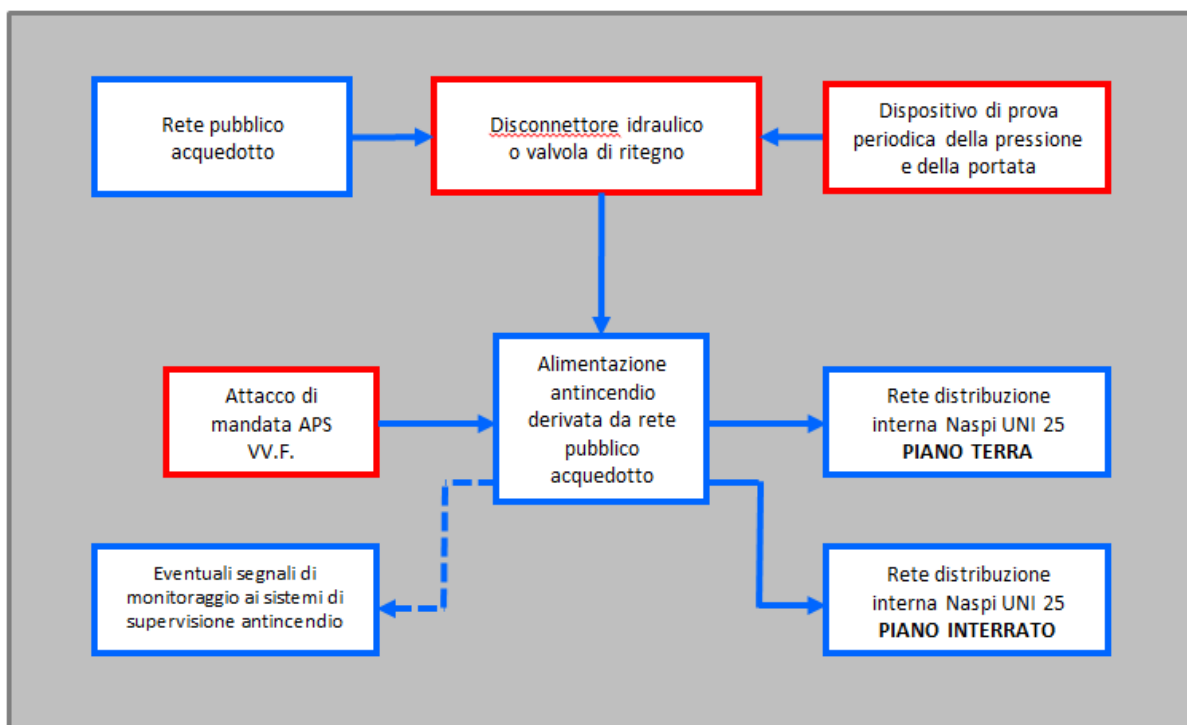 Rete pubblico
acquedotto
Disconnettore idraulico
o valvola di ritegno
Dispositivo di prova
periodica della pressione
e della portata
Attacco di
mandata APS
VV.F.
Alimentazione
antincendio
derivata da rete
pubblico
acquedotto
Rete distribuzione
interna Naspi UNI 25
PIANO TERRA
Eventuali segnali di
monitoraggio ai sistemi di
supervisione antincendio
Rete distribuzione
interna Naspi UNI 25
PIANO INTERRATO